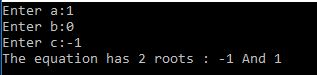 Enter a:1
Enter b:0
Enter c:-1
The equation has 2 roots : -1 And 1